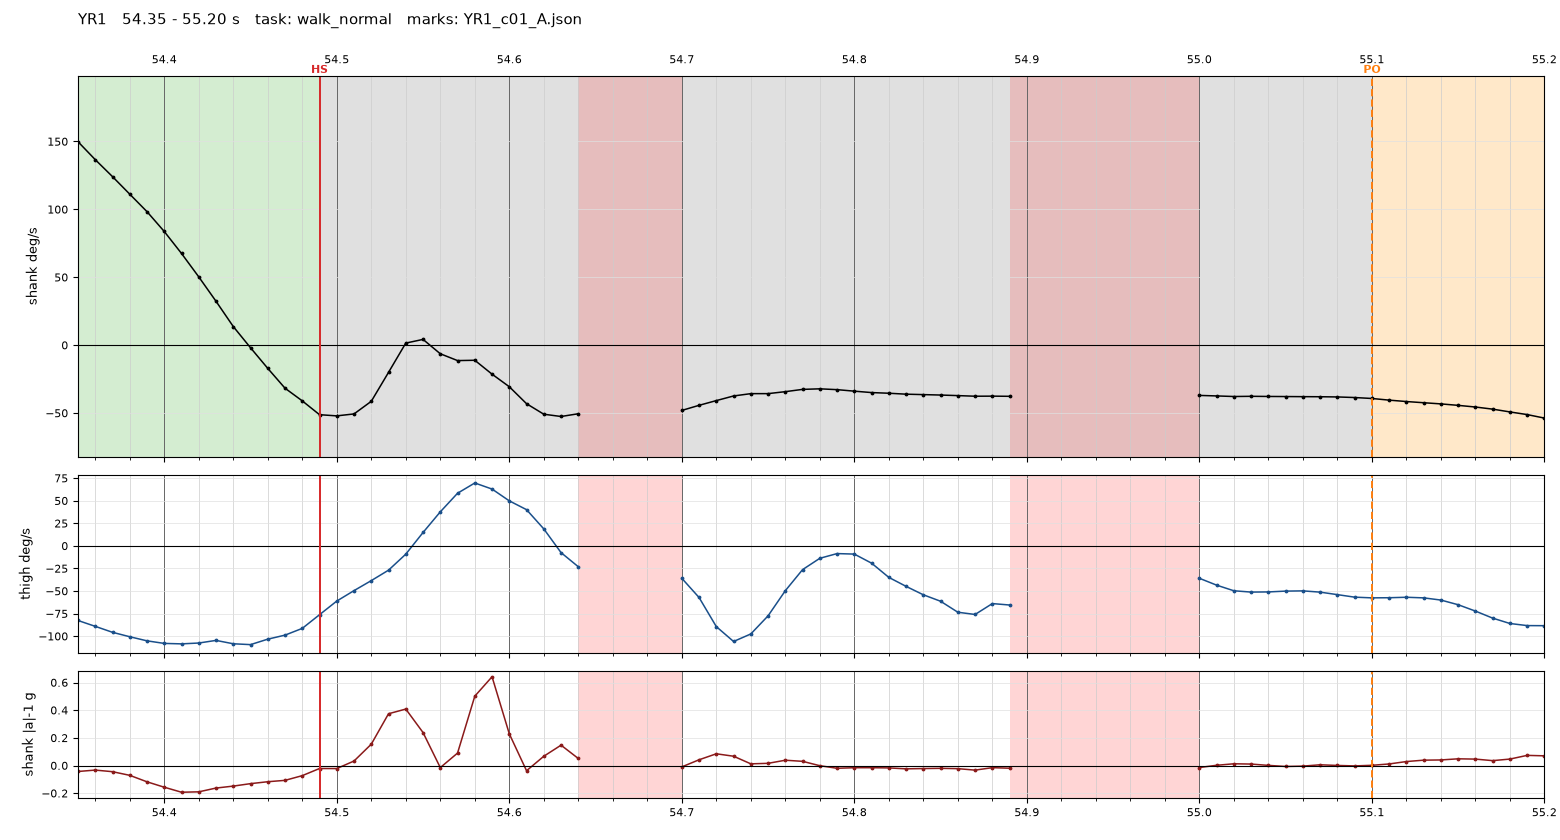 YR1   54.35 - 55.20 s   task: walk_normal   marks: YR1_c01_A.json
54.4 54.5 54.6 54.7 54.8 54.9 55.0 55.1 55.2
HS PO
shank deg/s
150
100
50
0
−50
thigh deg/s
75
50
25
0
−25
−50
−75
−100
shank |a|-1 g
0.6
0.4
0.2
0.0
−0.2
54.4 54.5 54.6 54.7 54.8 54.9 55.0 55.1 55.2